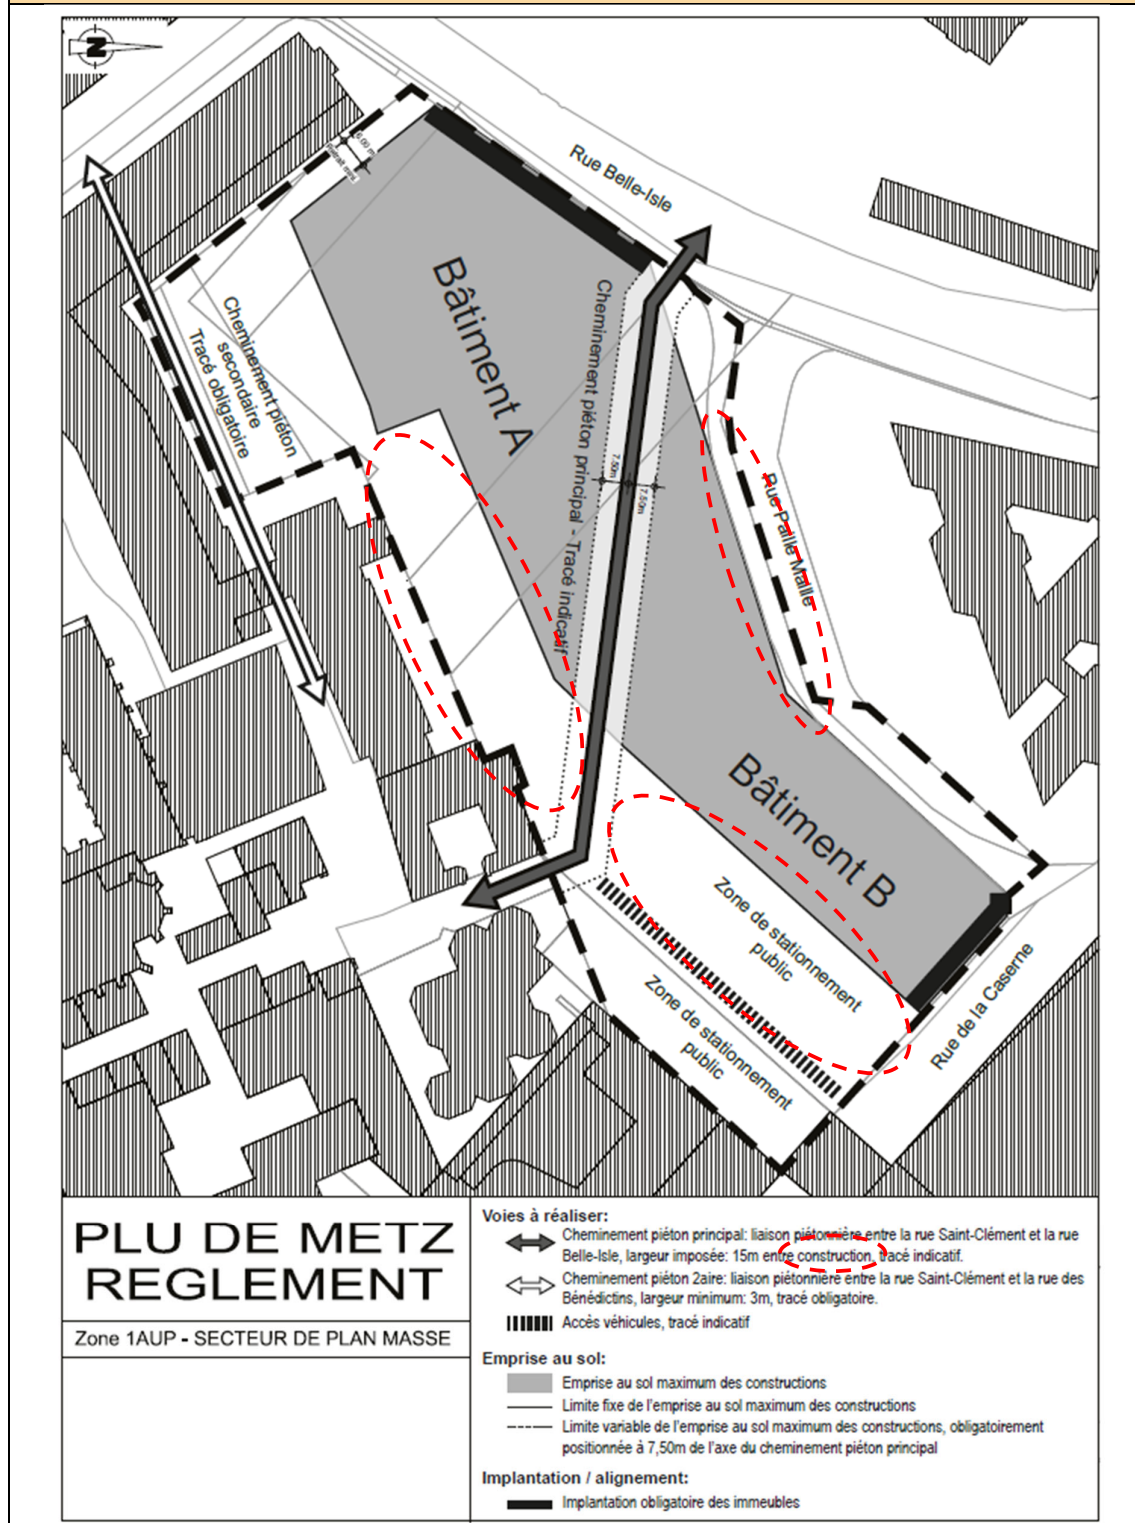 N
6.00 m
Retrait mini
Rue Belle-Isle
Bâtiment A
Cheminement piéton
secondaire
Tracé obligatoire
Cheminement piéton principal - Tracé indicatif
7.50m
7.50m
Rue Paille Maille
Bâtiment B
Zone de stationnement
public
Zone de stationnement
public
Rue de la Caserne
PLU DE METZ
REGLEMENT
Zone 1AUP - SECTEUR DE PLAN MASSE
Voies à réaliser:
Cheminement piéton principal: liaison piétonnière entre la rue Saint-Clément et la rue
Belle-Isle, largeur imposée: 15m entre construction, tracé indicatif.
Cheminement piéton 2aire: liaison piétonnière entre la rue Saint-Clément et la rue des
Bénédictins, largeur minimum: 3m, tracé obligatoire.
Accès véhicules, tracé indicatif
Emprise au sol:
Emprise au sol maximum des constructions
Limite fixe de l'emprise au sol maximum des constructions
Limite variable de l'emprise au sol maximum des constructions, obligatoirement
positionnée à 7,50m de l'axe du cheminement piéton principal
Implantation / alignement:
Implantation obligatoire des immeubles